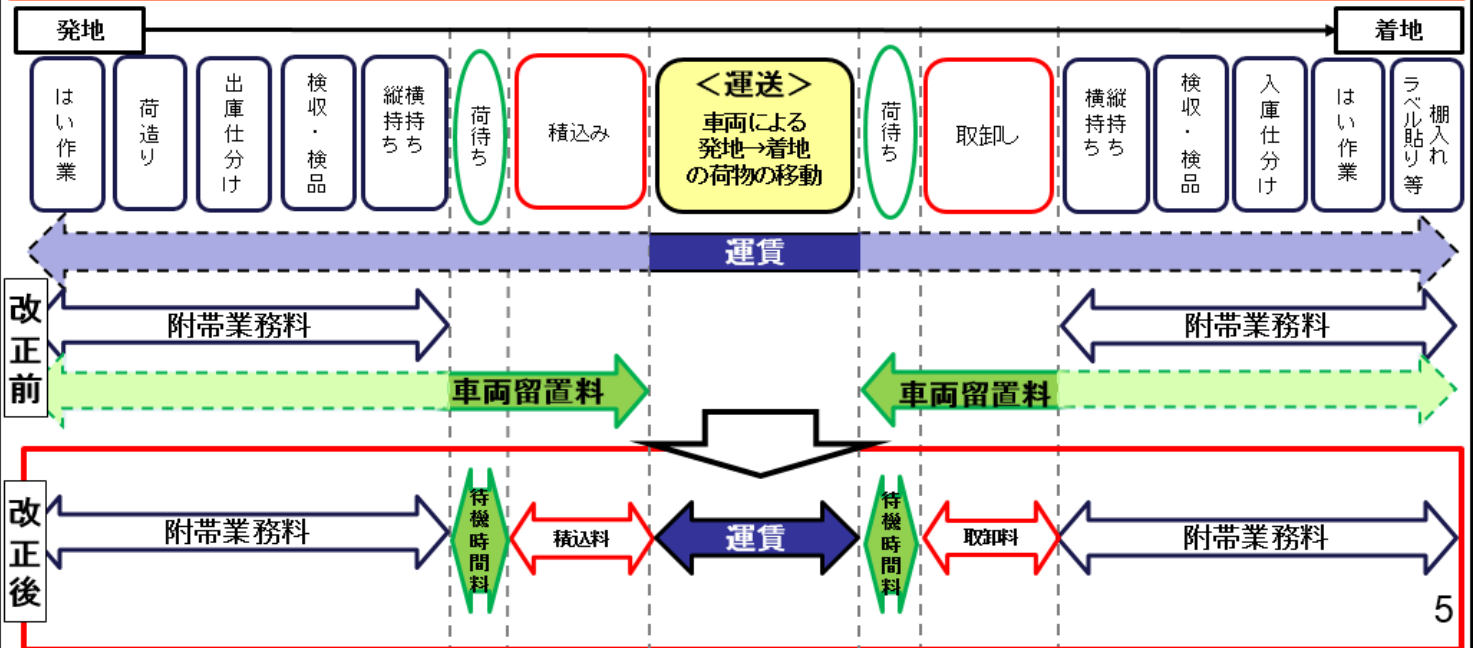 発地
着地
はい作業
荷造り
出庫仕分け
検収・検品
横持ち
縦持ち
荷待ち
積込み
＜運送＞
車両による
発地→着地
の荷物の移動
荷待ち
取卸し
縦持ち
横持ち
検収・検品
入庫仕分け
はい作業
棚入れ
ラベル貼り等
運賃
改正前
附帯業務料
附帯業務料
車両留置料
車両留置料
改正後
附帯業務料
待機時間料
積込料
運賃
待機時間料
取卸料
附帯業務料
5